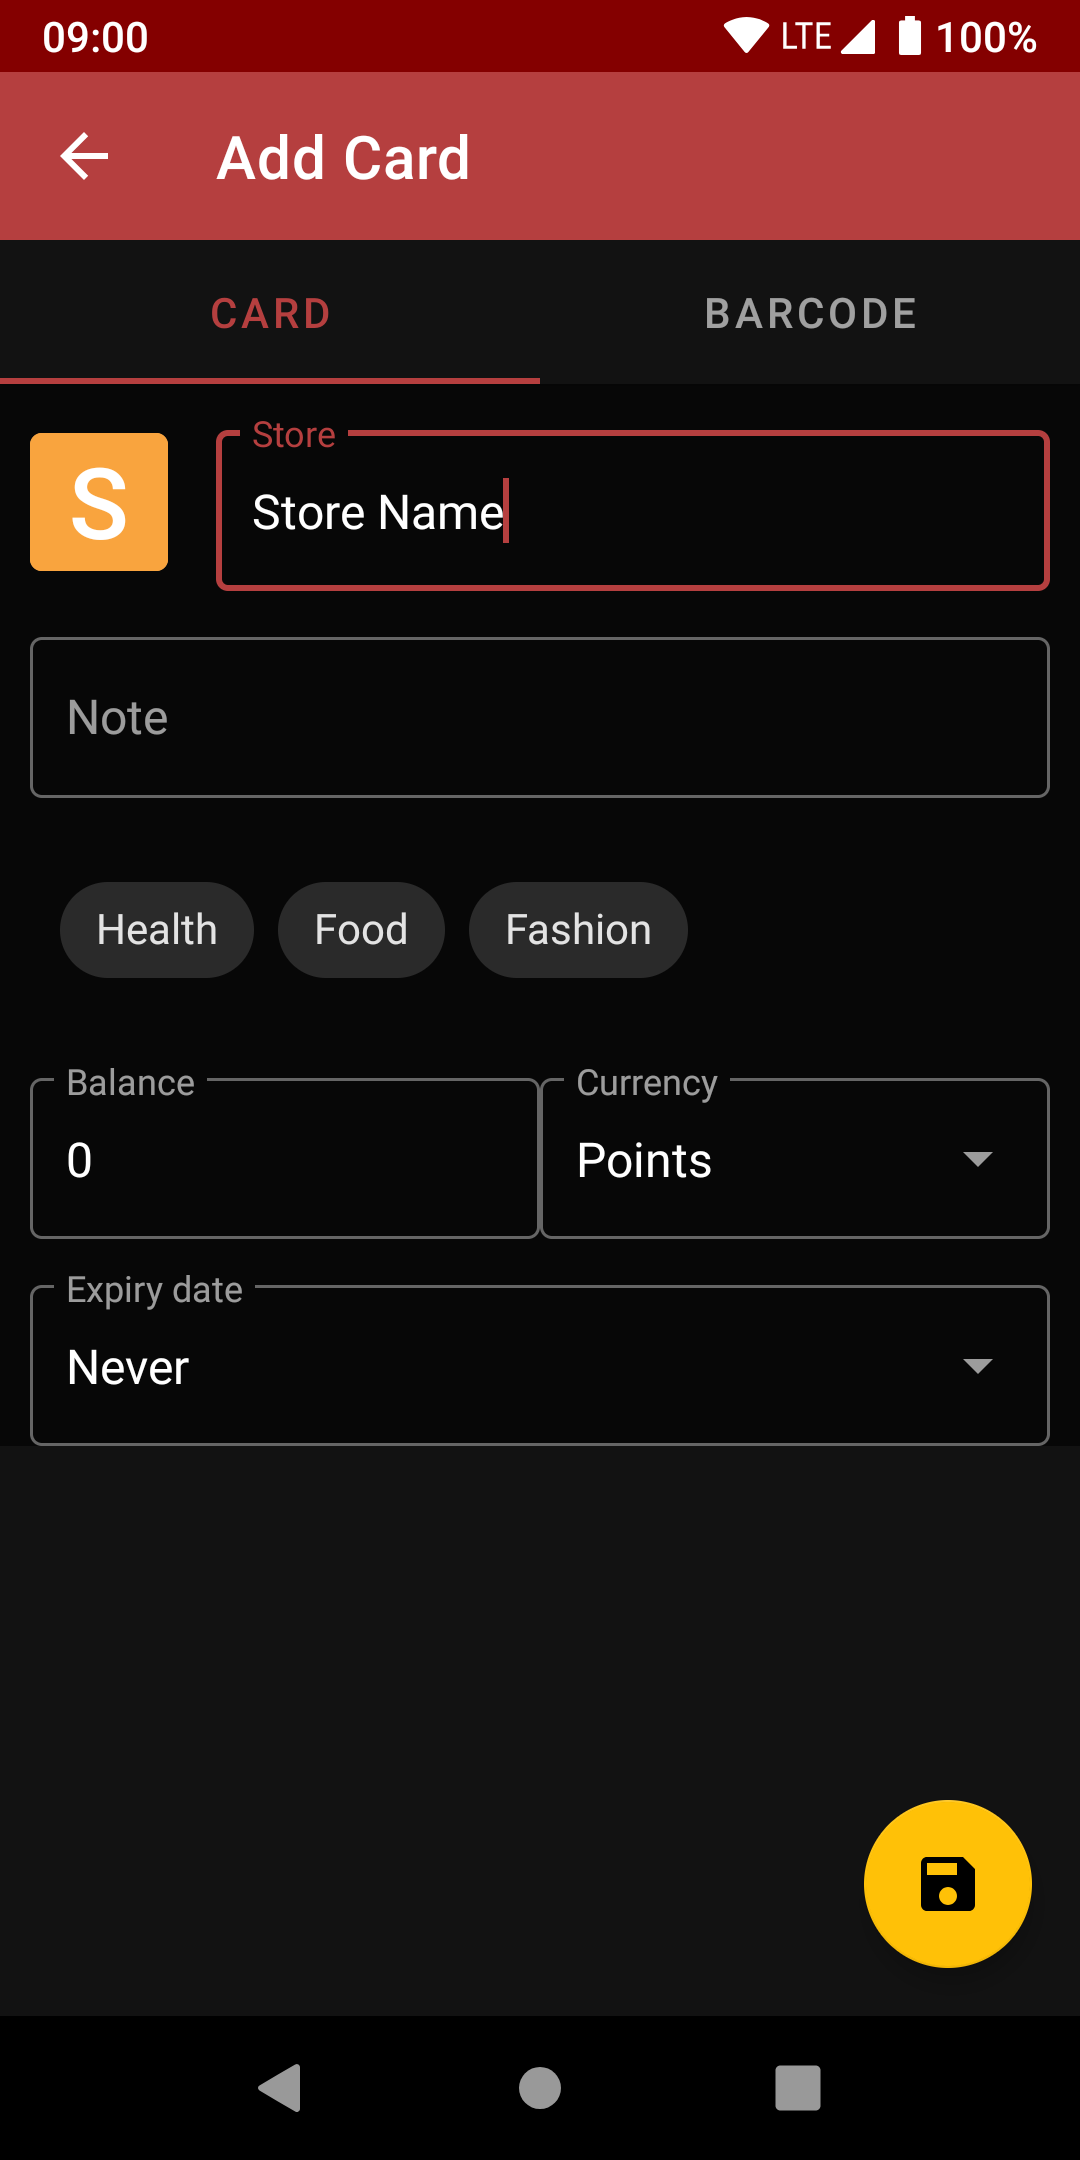 09:00 LTE 100%
Add Card
CARD BARCODE
Store
S Store Name
Note
Health Food Fashion
Balance Currency
0 Points
Expiry date
Never